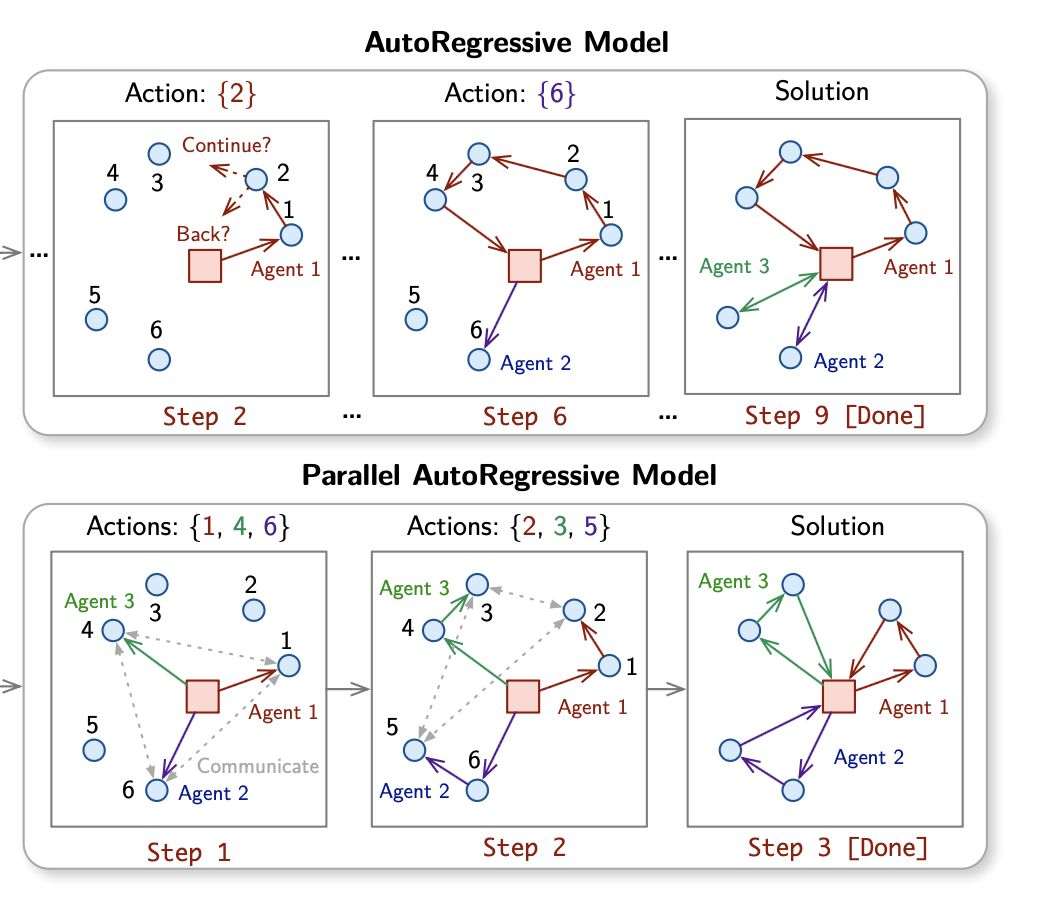 AutoRegressive Model
Action: {2}
Action: {6}
Solution
Continue?
4
3
2
1
Back?
Agent 1
5
6
Step 2
...
...
...
4
3
2
1
Agent 1
5
6
Agent 2
Step 6
...
...
Agent 3
Agent 1
Agent 2
Step 9 [Done]
Parallel AutoRegressive Model
Actions: {1, 4, 6}
Actions: {2, 3, 5}
Solution
Agent 3
4
3
2
1
Agent 1
5
Communicate
6
Agent 2
Step 1
Agent 3
4
3
2
1
Agent 1
5
6
Agent 2
Step 2
Agent 3
Agent 1
Agent 2
Step 3 [Done]